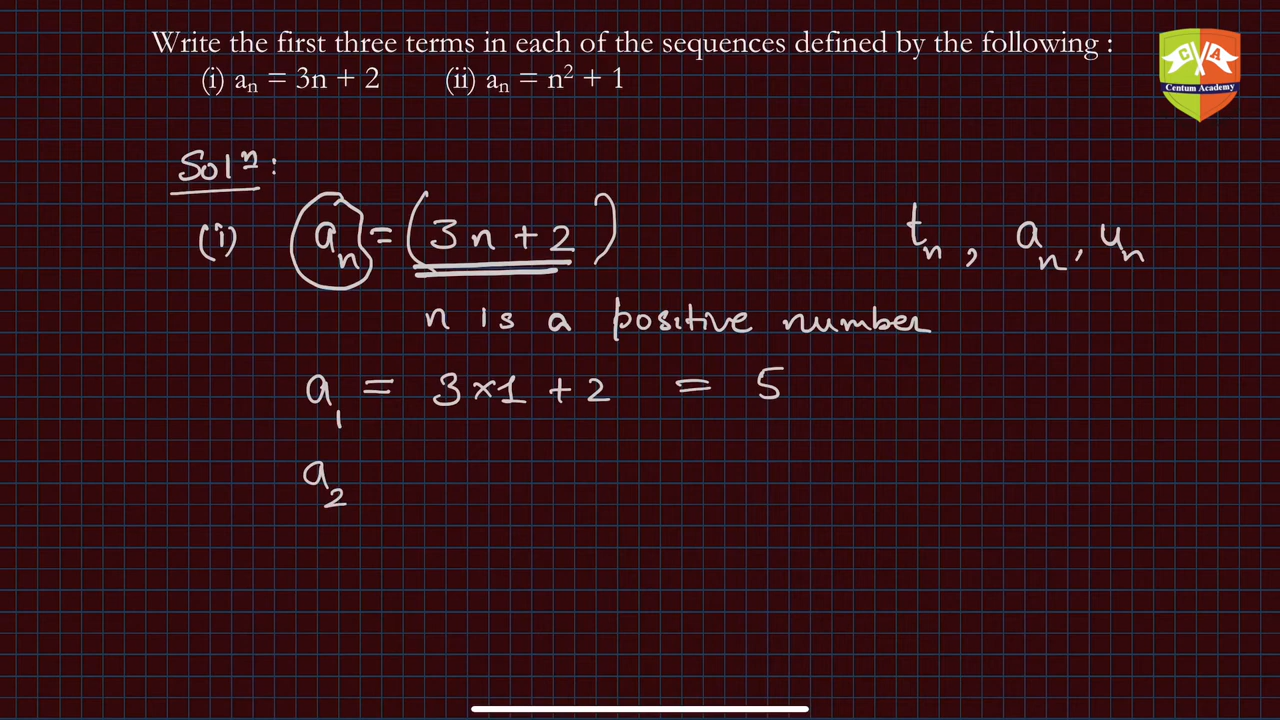 Write the first three terms in each of the sequences defined by the following :
(i) aₙ = 3n + 2 (ii) aₙ = n² + 1
C A
Centum Academy
Solⁿ :
(i) aₙ = (3n + 2) tₙ, aₙ, uₙ
n is a positive number
a₁ = 3×1 + 2 = 5
a₂